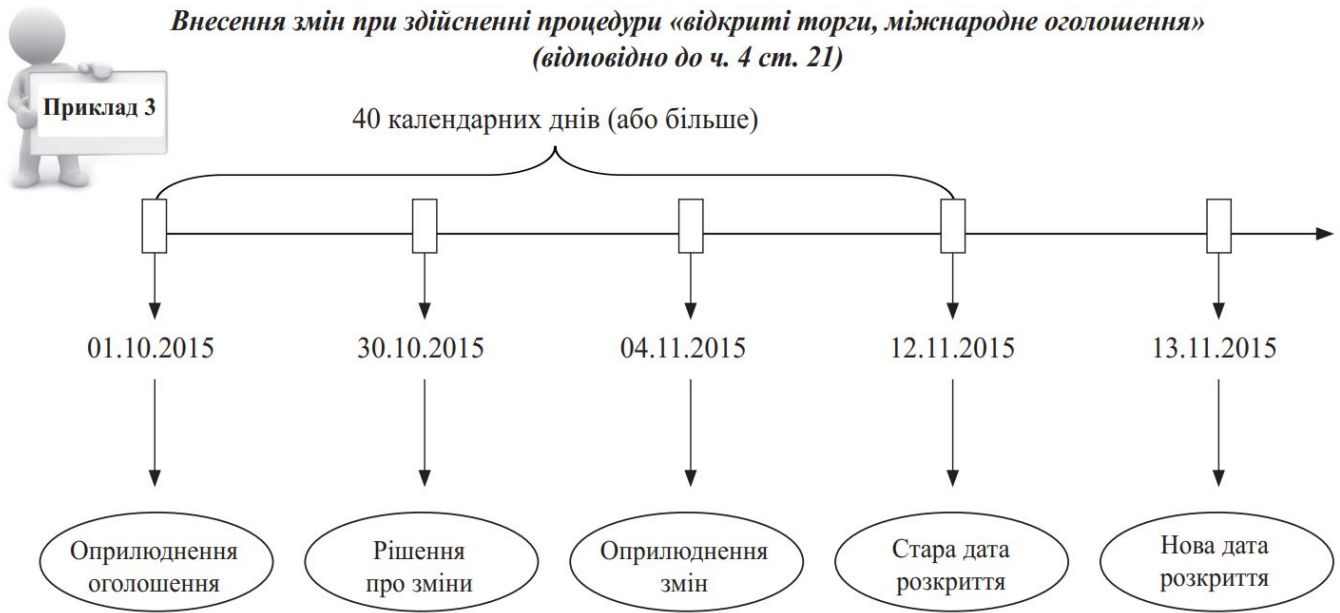 Внесення змін при здійсненні процедури «відкриті торги, міжнародне оголошення»
(відповідно до ч. 4 ст. 21)
Приклад 3
40 календарних днів (або більше)
01.10.2015
30.10.2015
04.11.2015
12.11.2015
13.11.2015
Оприлюднення
оголошення
Рішення
про зміни
Оприлюднення
змін
Стара дата
розкриття
Нова дата
розкриття